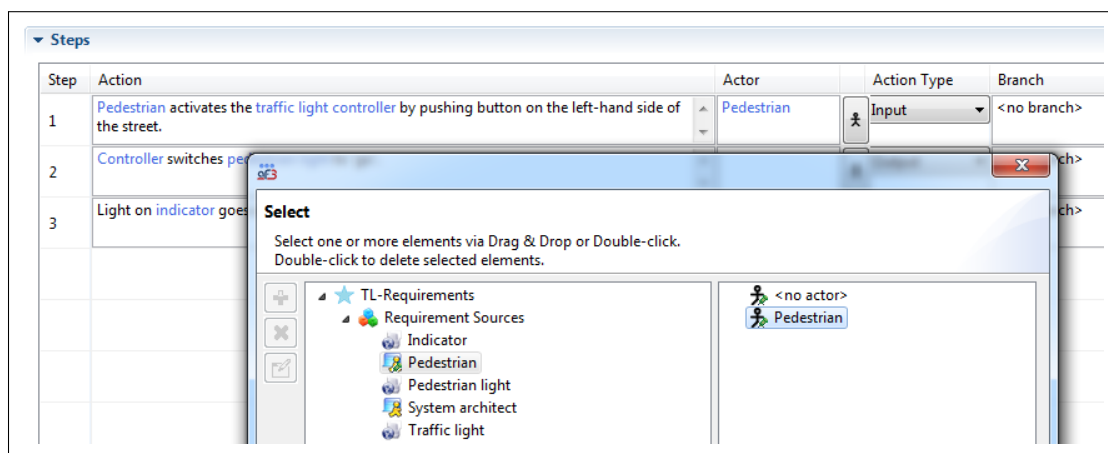 Steps
Step Action Actor Action Type Branch
1 Pedestrian activates the traffic light controller by pushing button on the left-hand side of Pedestrian Input <no branch>
the street.
Controller switches pe ch>
2
3 Light on indicator goes ch>
af3
Select
Select one or more elements via Drag & Drop or Double-click.
Double-click to delete selected elements.
TL-Requirements <no actor>
Requirement Sources Pedestrian
Indicator
Pedestrian
Pedestrian light
System architect
Traffic light